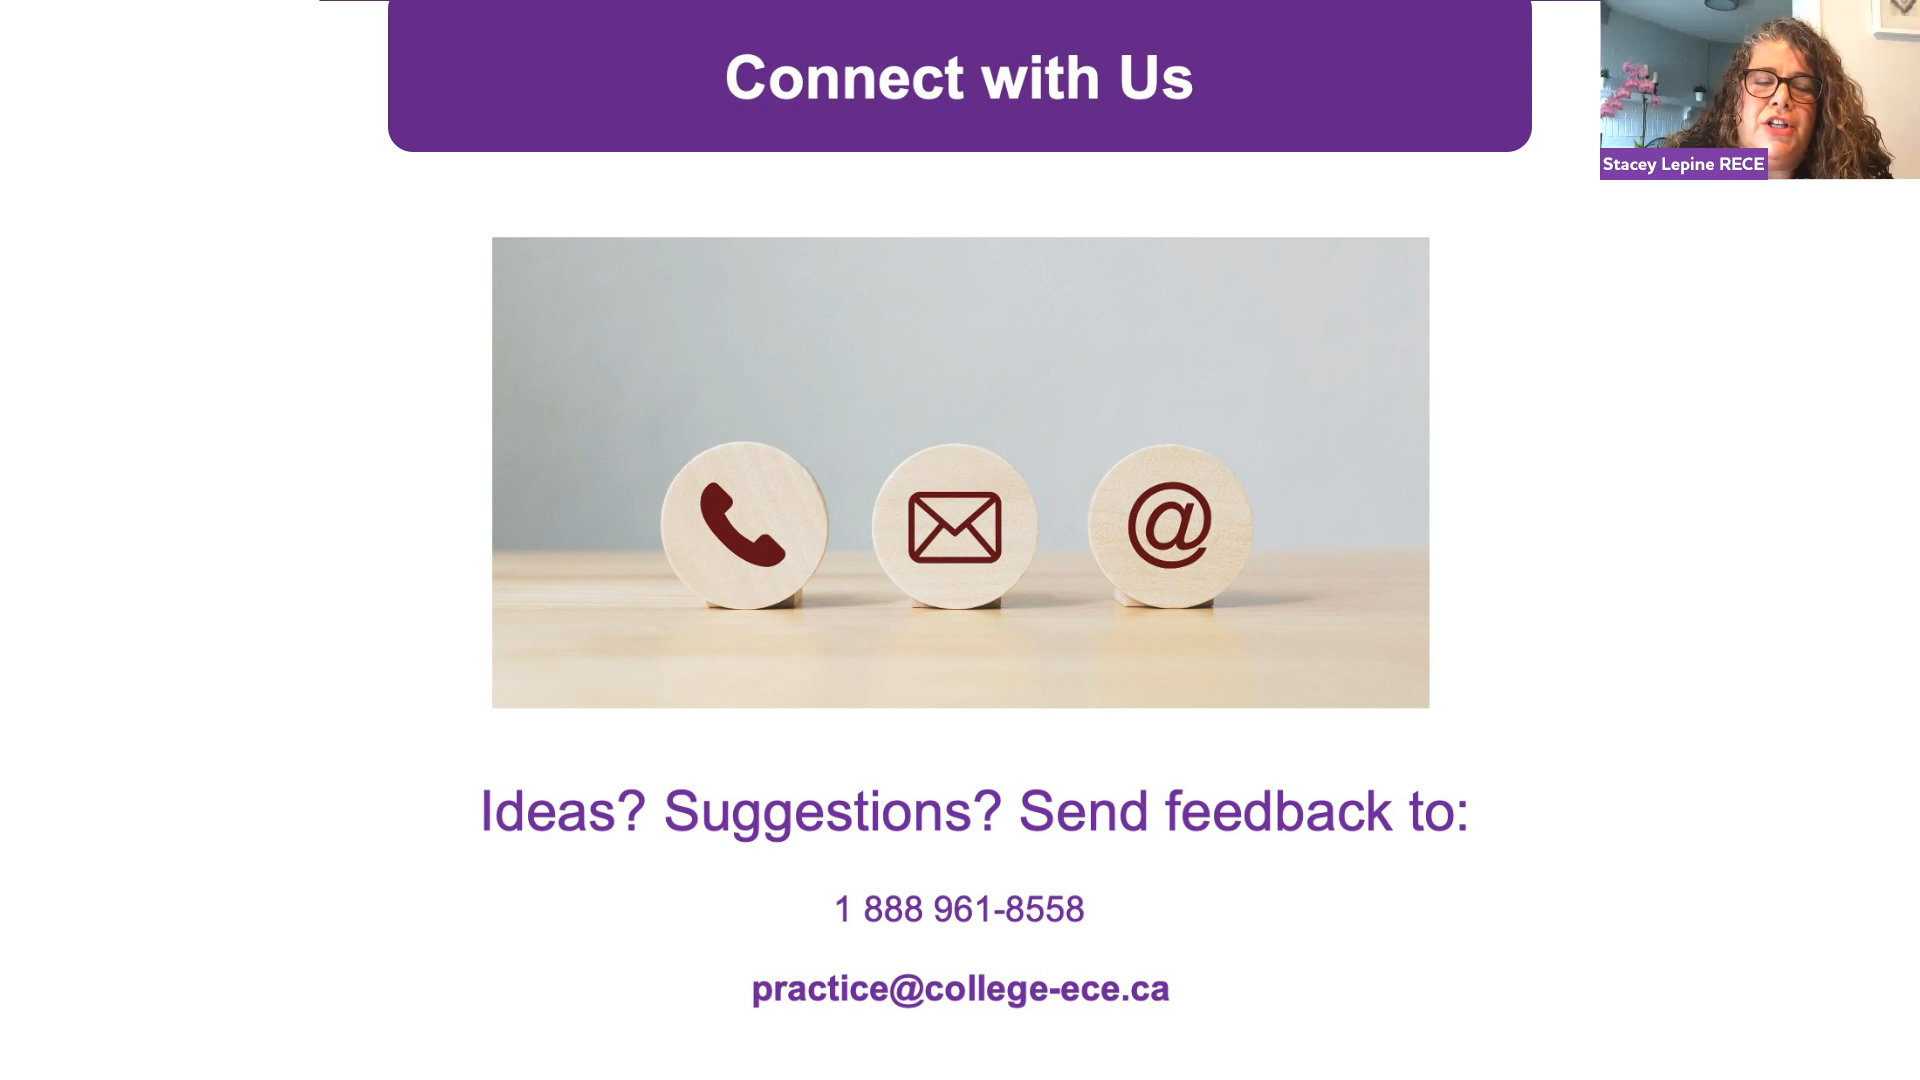 Connect with Us
Stacey Lepine RECE
@
Ideas? Suggestions? Send feedback to:
1 888 961-8558
practice@college-ece.ca